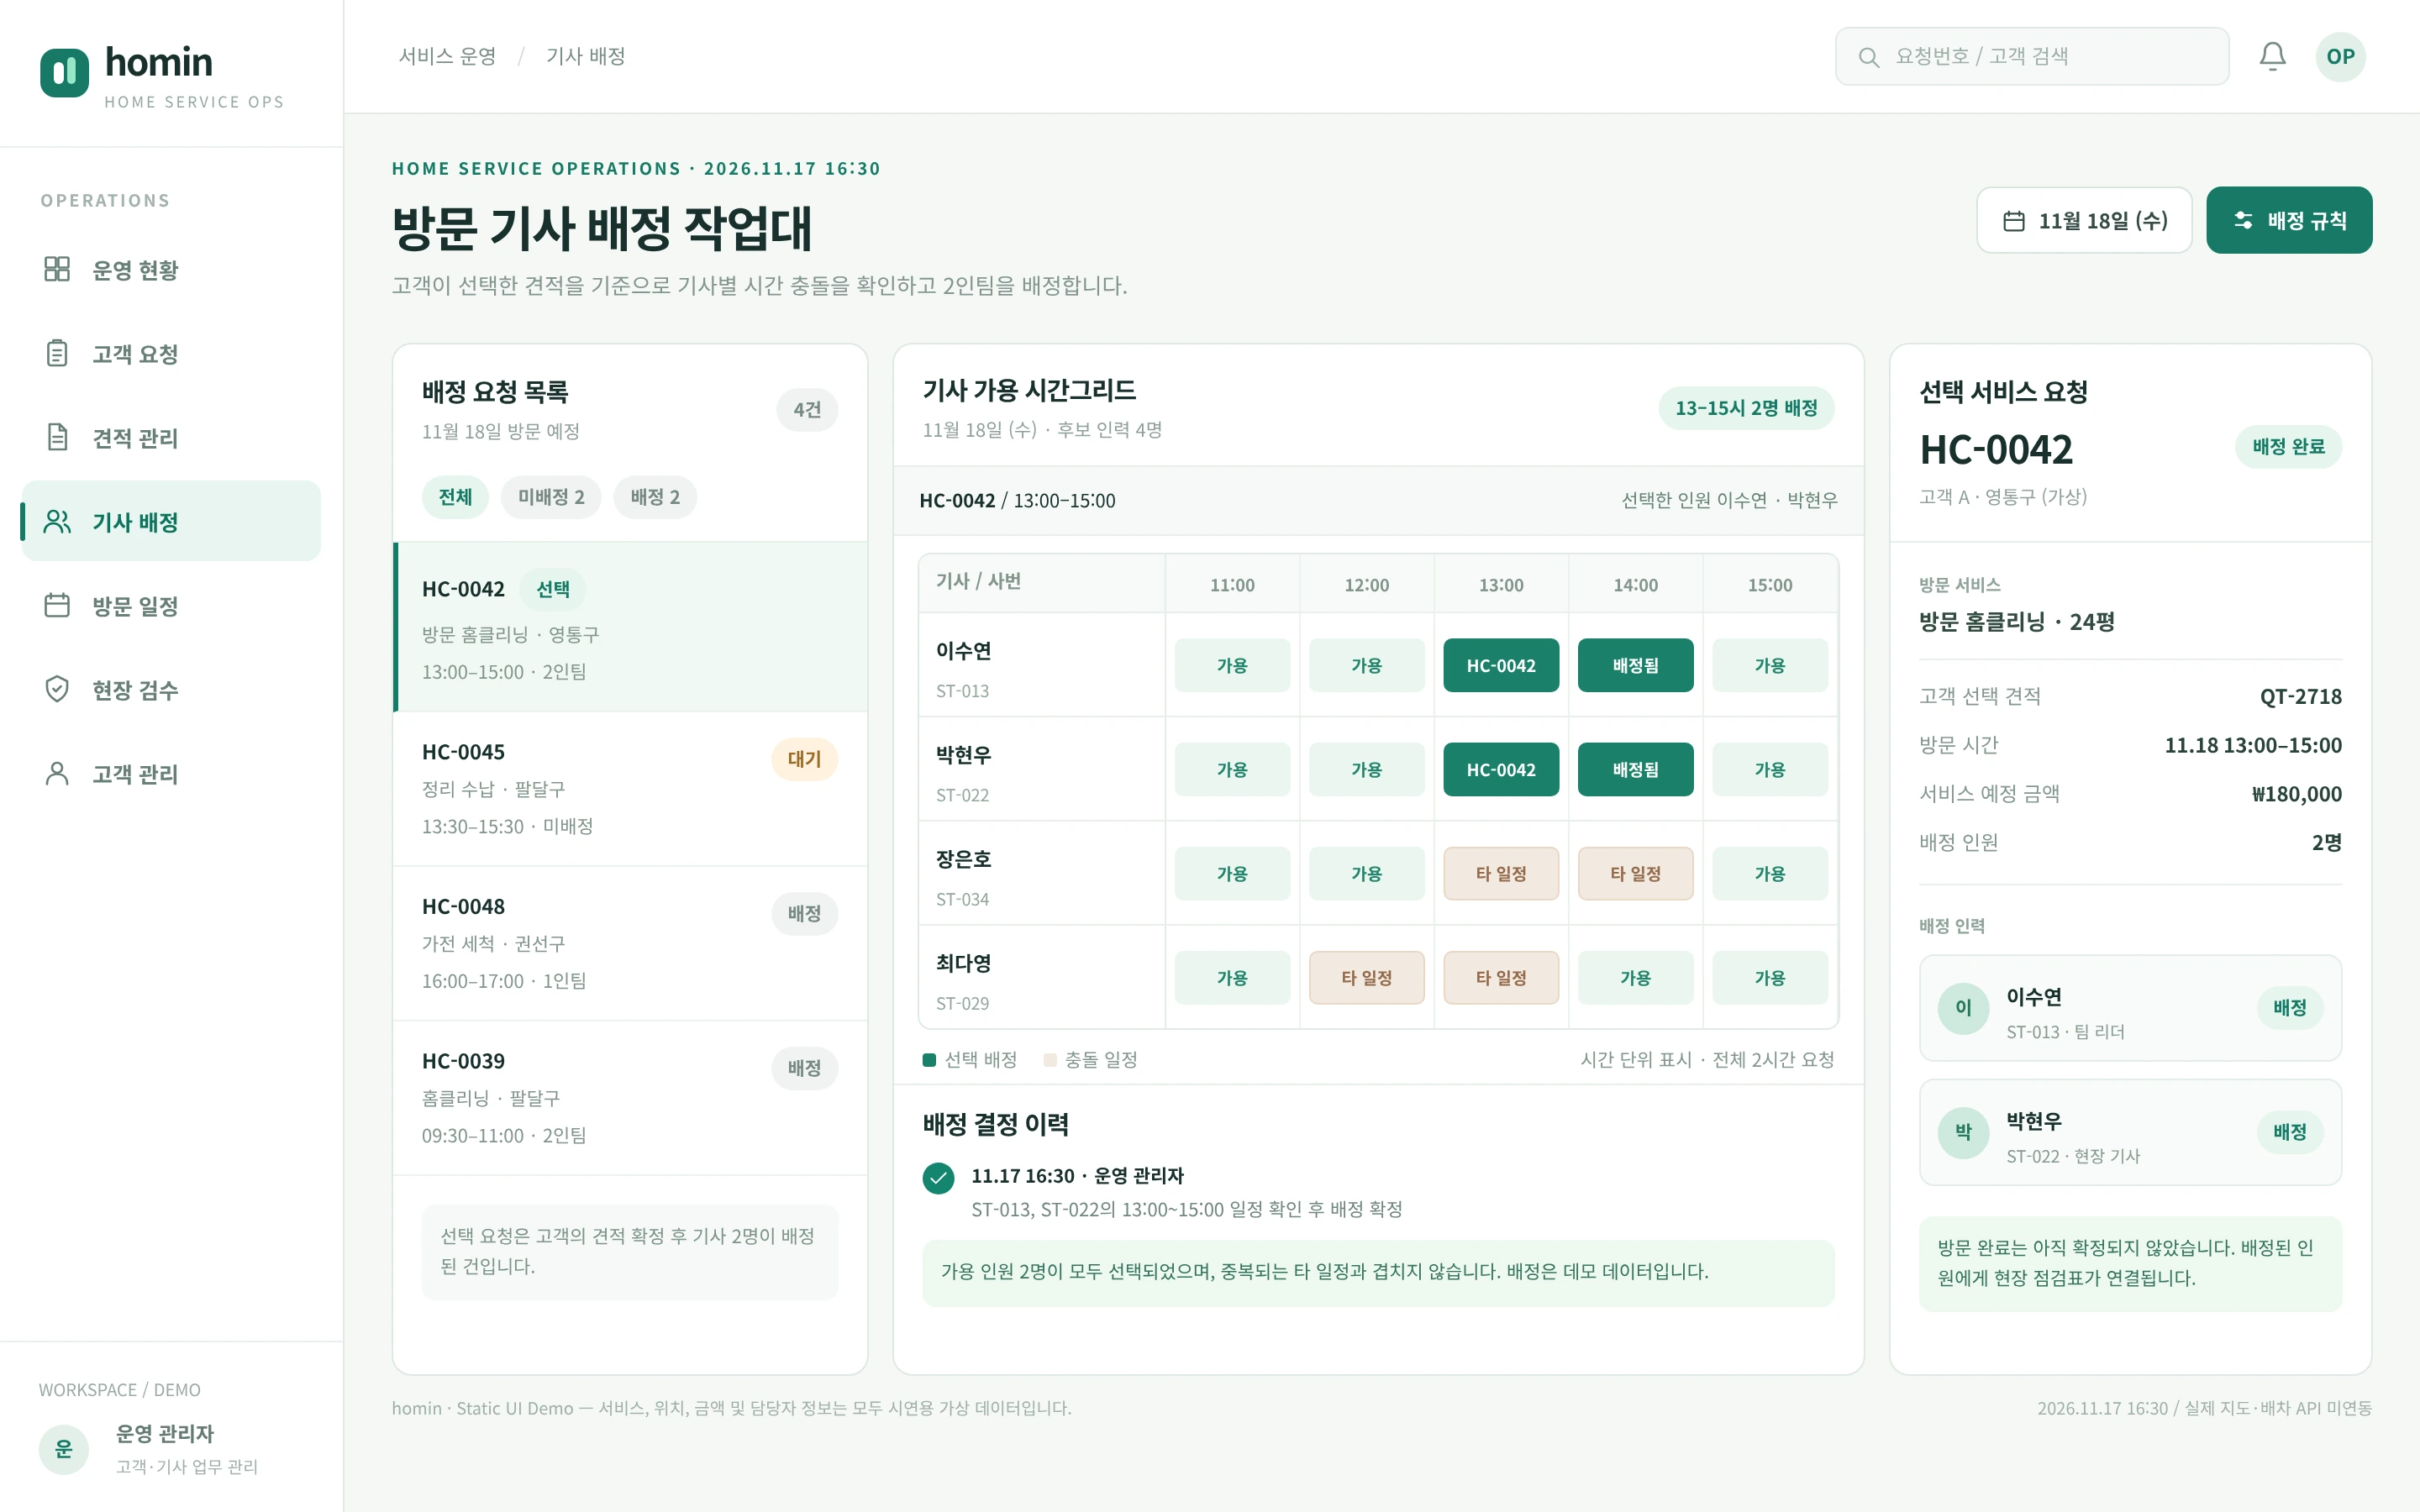 homin
HOME SERVICE OPS
OPERATIONS
운영 현황
고객 요청
견적 관리
기사 배정
방문 일정
현장 검수
고객 관리
WORKSPACE / DEMO
운
운영 관리자
고객·기사 업무 관리
서비스 운영 / 기사 배정
요청번호 / 고객 검색
OP
HOME SERVICE OPERATIONS · 2026.11.17 16:30
방문 기사 배정 작업대
고객이 선택한 견적을 기준으로 기사별 시간 충돌을 확인하고 2인팀을 배정합니다.
11월 18일 (수)
배정 규칙
배정 요청 목록
11월 18일 방문 예정
4건
전체 미배정 2 배정 2
HC-0042 선택
방문 홈클리닝 · 영통구
13:00–15:00 · 2인팀
HC-0045 대기
정리 수납 · 팔달구
13:30–15:30 · 미배정
HC-0048 배정
가전 세척 · 권선구
16:00–17:00 · 1인팀
HC-0039 배정
홈클리닝 · 팔달구
09:30–11:00 · 2인팀
선택 요청은 고객의 견적 확정 후 기사 2명이 배정
된 건입니다.
기사 가용 시간그리드
11월 18일 (수) · 후보 인력 4명
13–15시 2명 배정
HC-0042 / 13:00–15:00 선택한 인원 이수연 · 박현우
기사 / 사번 11:00 12:00 13:00 14:00 15:00
이수연
ST-013
가용 가용 HC-0042 배정됨 가용
박현우
ST-022
가용 가용 HC-0042 배정됨 가용
장은호
ST-034
가용 가용 타 일정 타 일정 가용
최다영
ST-029
가용 타 일정 타 일정 가용 가용
선택 배정 충돌 일정 시간 단위 표시 · 전체 2시간 요청
배정 결정 이력
11.17 16:30 · 운영 관리자
ST-013, ST-022의 13:00~15:00 일정 확인 후 배정 확정
가용 인원 2명이 모두 선택되었으며, 중복되는 타 일정과 겹치지 않습니다. 배정은 데모 데이터입니다.
선택 서비스 요청
HC-0042 배정 완료
고객 A · 영통구 (가상)
방문 서비스
방문 홈클리닝 · 24평
고객 선택 견적 QT-2718
방문 시간 11.18 13:00–15:00
서비스 예정 금액 ₩180,000
배정 인원 2명
배정 인력
이
이수연
ST-013 · 팀 리더
배정
박
박현우
ST-022 · 현장 기사
배정
방문 완료는 아직 확정되지 않았습니다. 배정된 인
원에게 현장 점검표가 연결됩니다.
homin · Static UI Demo — 서비스, 위치, 금액 및 담당자 정보는 모두 시연용 가상 데이터입니다.
2026.11.17 16:30 / 실제 지도·배차 API 미연동